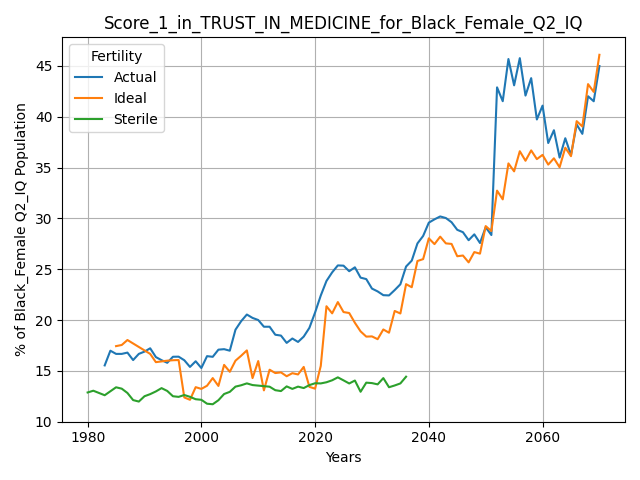 Score_1_in_TRUST_IN_MEDICINE_for_Black_Female_Q2_IQ
Fertility
Actual
Ideal
Sterile
% of Black_Female Q2_IQ Population
45
40
35
30
25
20
15
10
1980
2000
2020
2040
2060
Years